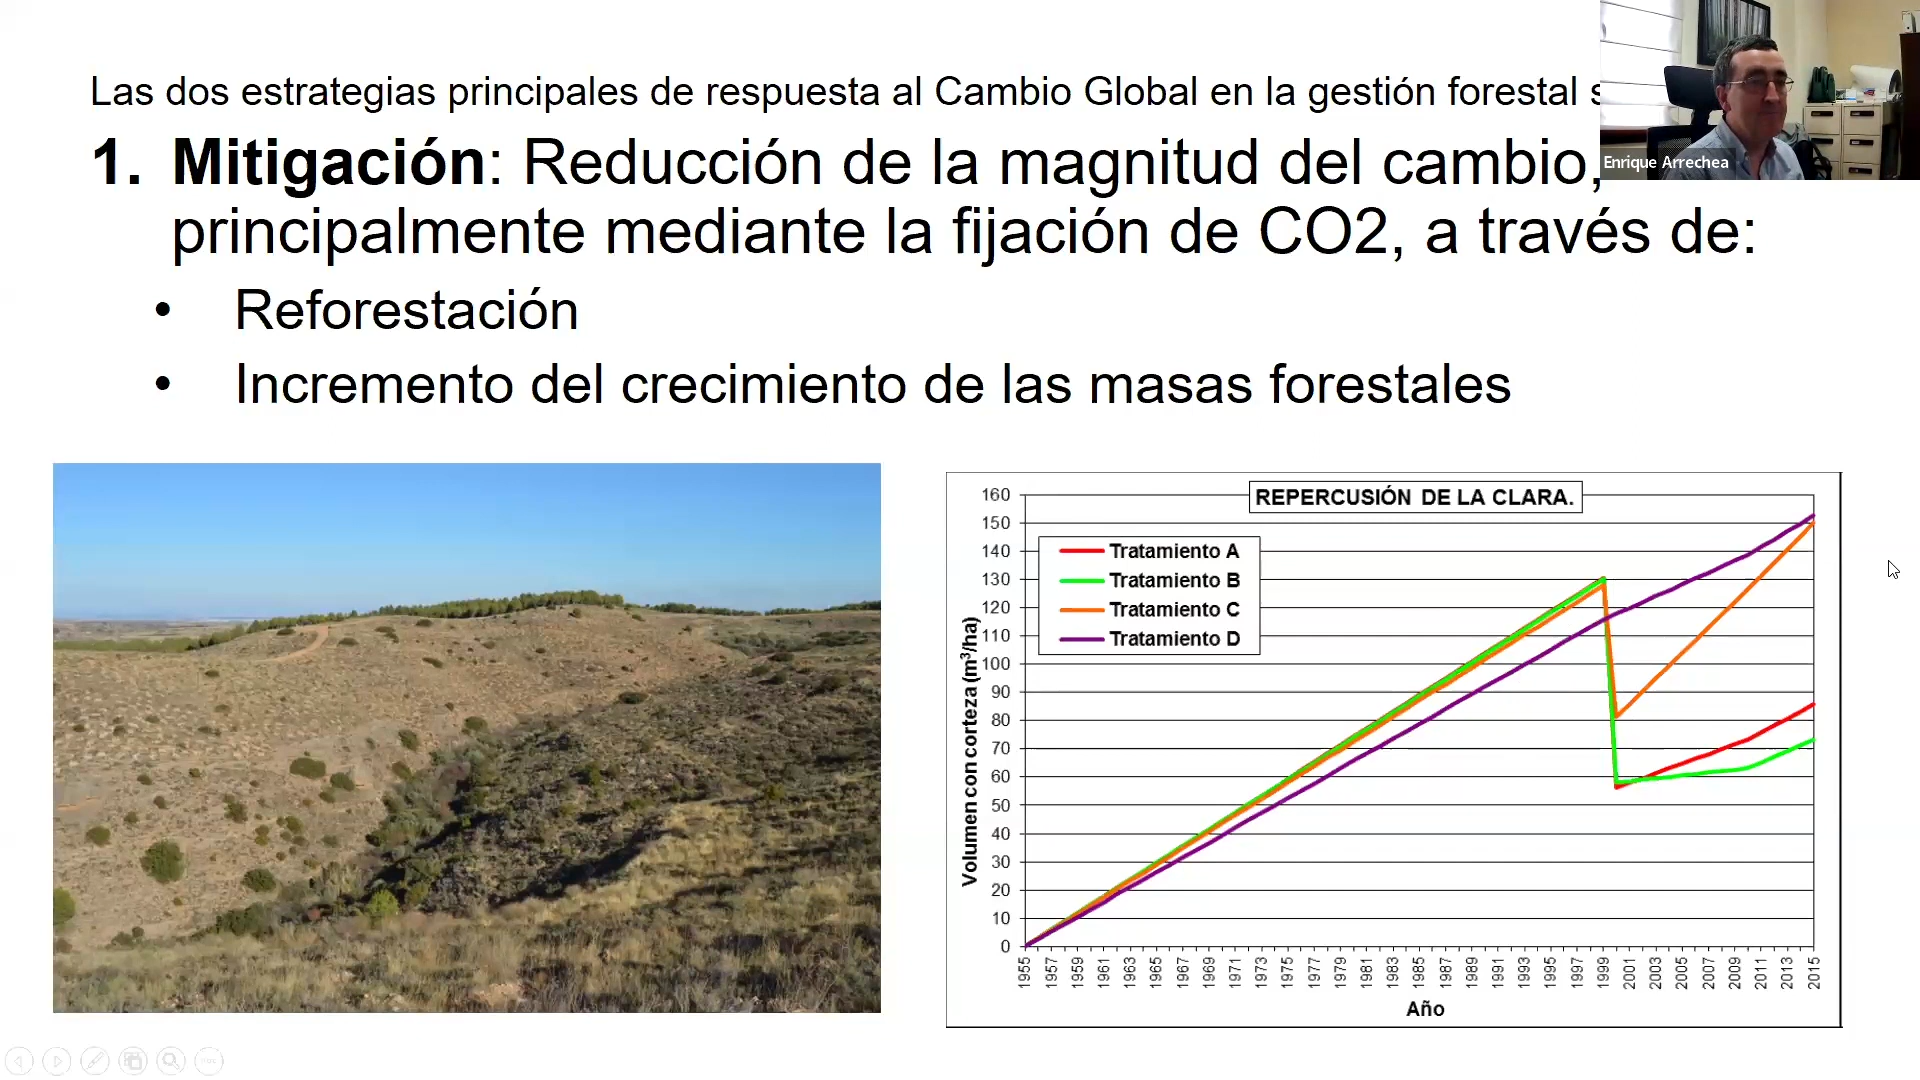 Las dos estrategias principales de respuesta al Cambio Global en la gestión forestal
Enrique Arrechea
1. Mitigación: Reducción de la magnitud del cambio,
principalmente mediante la fijación de CO2, a través de:
• Reforestación
• Incremento del crecimiento de las masas forestales
REPERCUSIÓN DE LA CLARA.
Tratamiento A
Tratamiento B
Tratamiento C
Tratamiento D
Volumen con corteza (m³/ha)
160
150
140
130
120
110
100
90
80
70
60
50
40
30
20
10
0
1955 1957 1959 1961 1963 1965 1967 1969 1971 1973 1975 1977 1979 1981 1983 1985 1987 1989 1991 1993 1995 1997 1999 2001 2003 2005 2007 2009 2011 2013 2015
Año